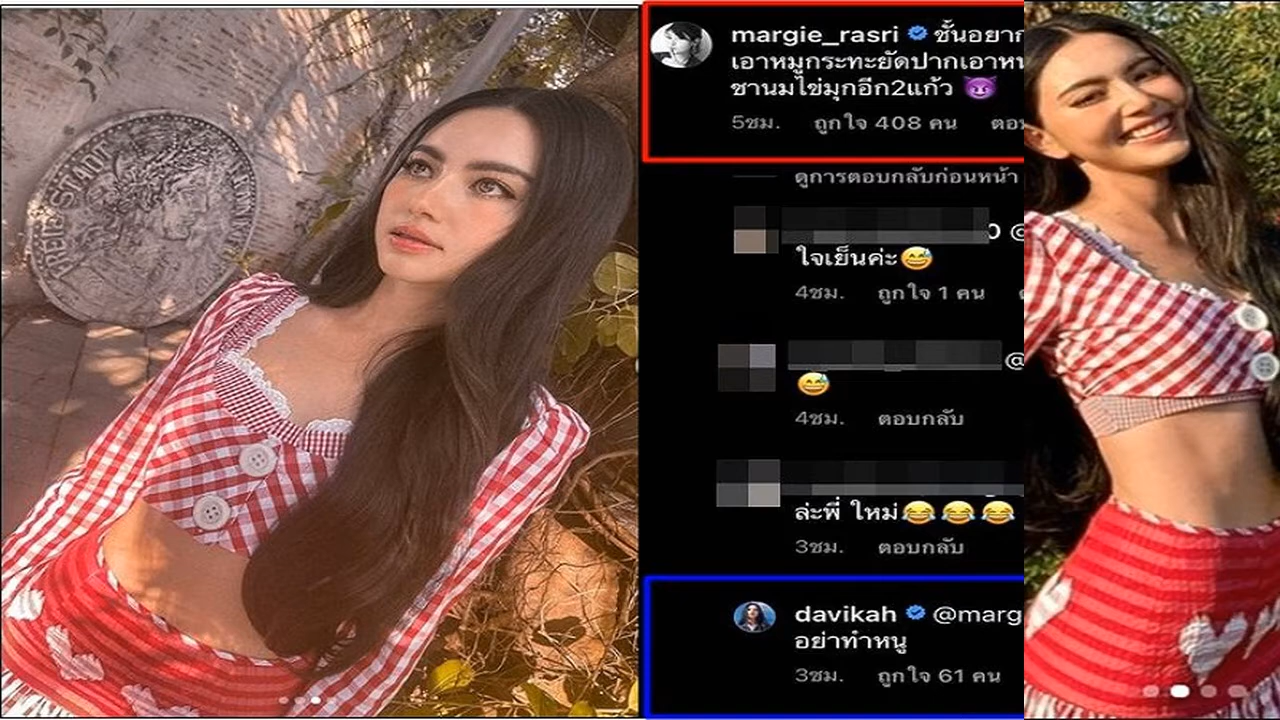 margie_rasri ชั้นอยาก
เอาหมูกระทะยัดปากเอาหน
ชานมไข่มุกอีก2แก้ว 😈
5ชม. ถูกใจ 408 คน ตอบ
ดูการตอบกลับก่อนหน้า
ใจเย็นค่ะ😅
4ชม. ถูกใจ 1 คน
@
😅
4ชม. ตอบกลับ
ล่ะพี่ ใหม่😂😂😂
3ชม. ตอบกลับ
davikah @marg
อย่าทำหนู
3ชม. ถูกใจ 61 คน